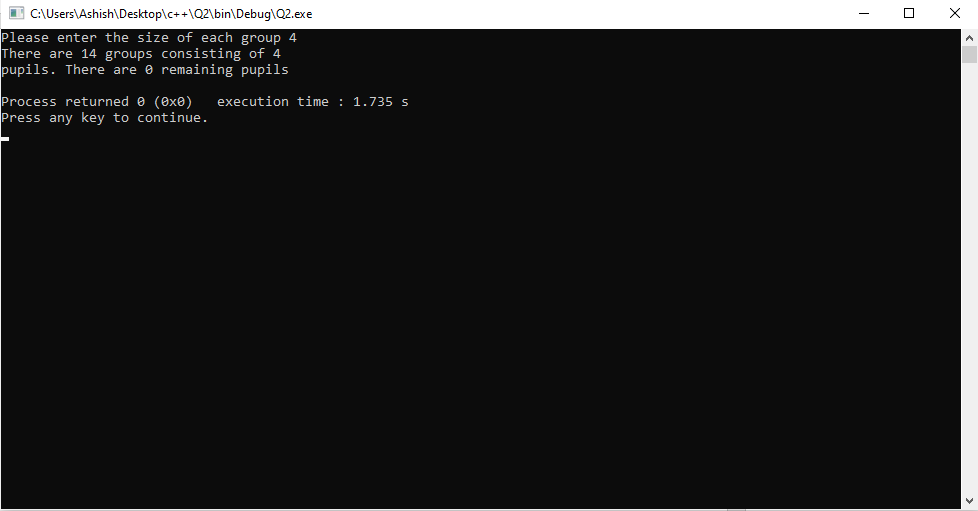 C:\Users\Ashish\Desktop\c++\Q2\bin\Debug\Q2.exe
Please enter the size of each group 4
There are 14 groups consisting of 4
pupils. There are 0 remaining pupils
Process returned 0 (0x0)   execution time : 1.735 s
Press any key to continue.